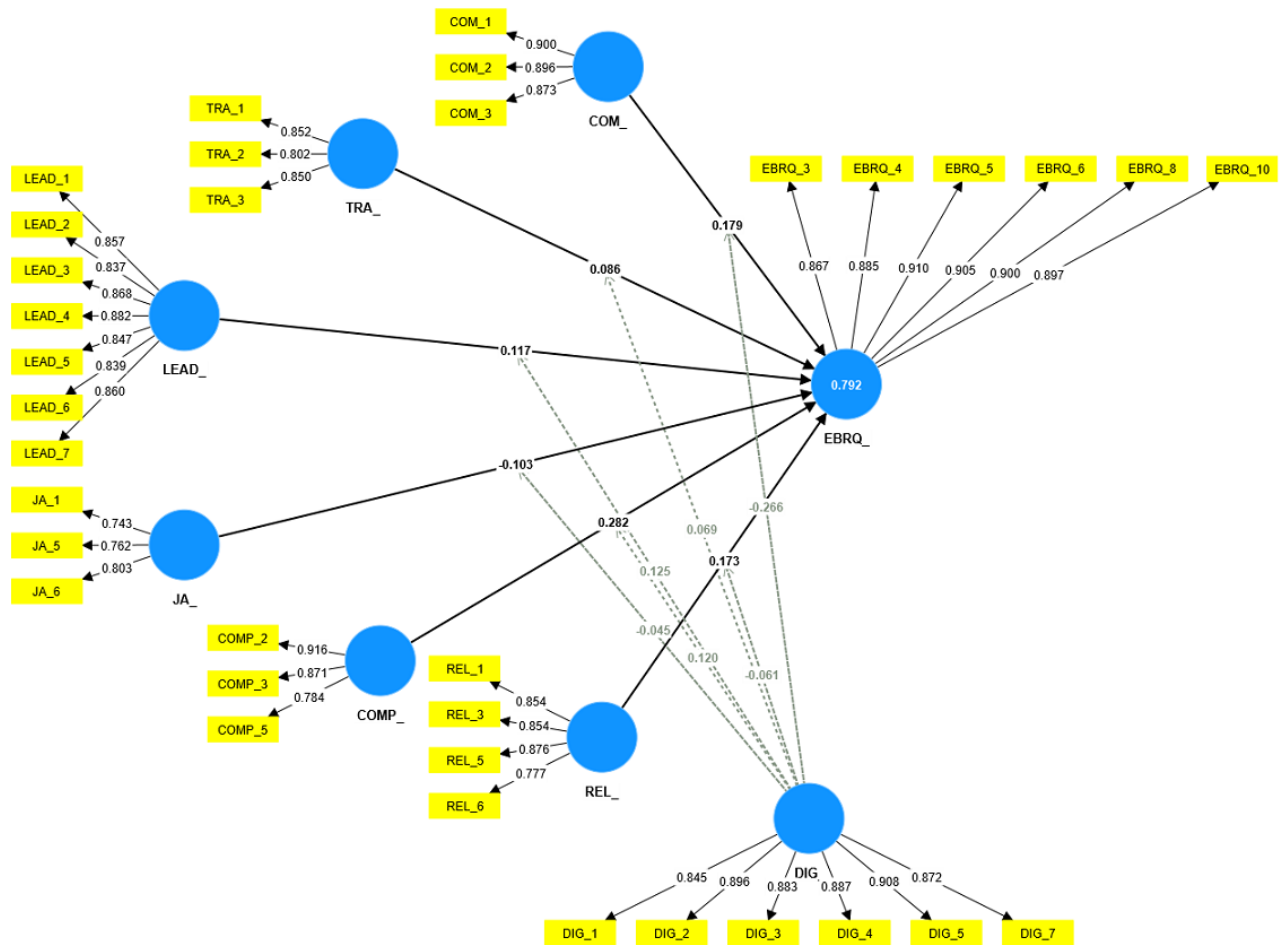 COM_1
0.900
COM_2
0.896
COM_3
0.873
COM_
TRA_1
0.852
TRA_2
0.802
TRA_3
0.850
TRA_
LEAD_1
0.857
LEAD_2
0.837
LEAD_3
0.868
LEAD_4
0.882
LEAD_5
0.847
LEAD_6
0.839
LEAD_7
0.860
LEAD_
JA_1
0.743
JA_5
0.762
JA_6
0.803
JA_
COMP_2
0.916
COMP_3
0.871
COMP_5
0.784
COMP_
REL_1
0.854
REL_3
0.854
REL_5
0.876
REL_6
0.777
REL_
0.179
0.086
0.117
-0.103
0.282
0.173
-0.266
0.069
0.125
-0.045
0.120
-0.061
EBRQ_3
EBRQ_4
EBRQ_5
EBRQ_6
EBRQ_8
EBRQ_10
0.867
0.885
0.910
0.905
0.900
0.897
0.792
EBRQ_
DIG
0.845
0.896
0.883
0.887
0.908
0.872
DIG_1
DIG_2
DIG_3
DIG_4
DIG_5
DIG_7